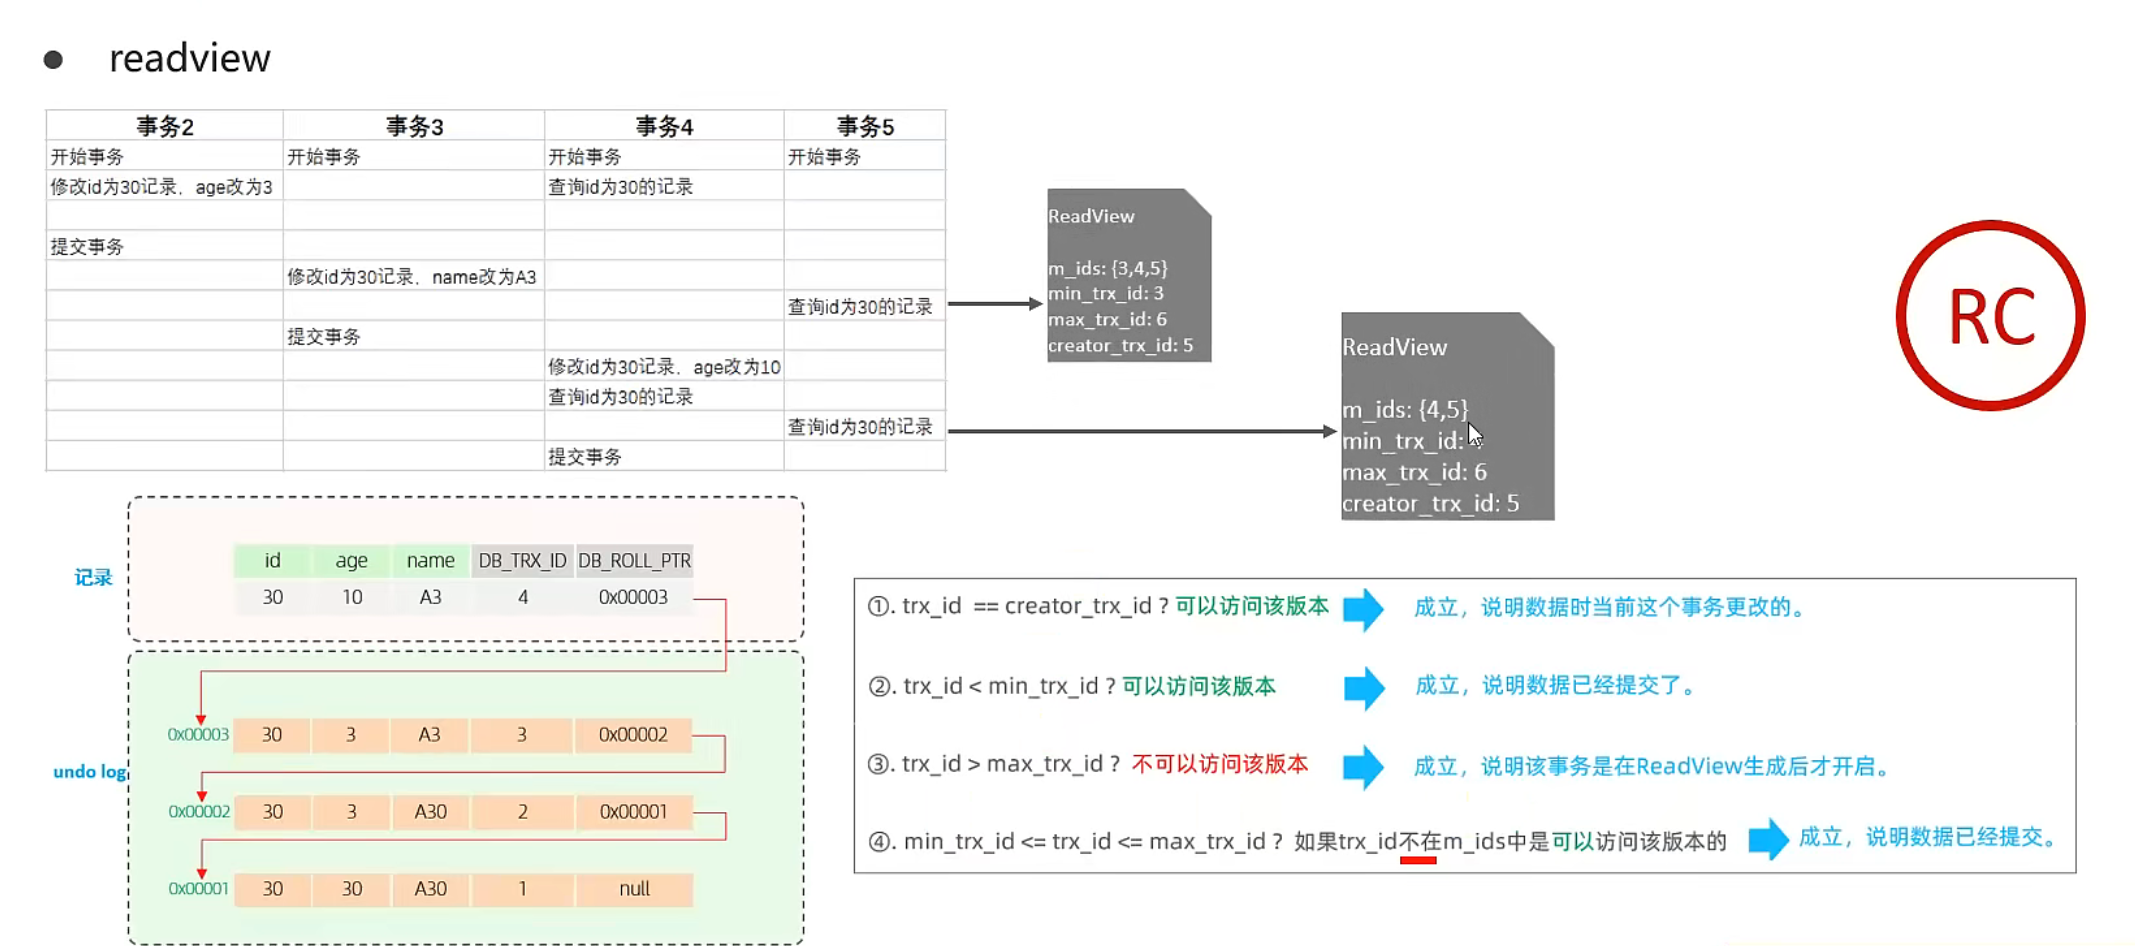 ● readview
事务2 事务3 事务4 事务5
开始事务 开始事务 开始事务 开始事务
修改id为30记录，age改为3 查询id为30的记录
提交事务
修改id为30记录，name改为A3
查询id为30的记录
提交事务
修改id为30记录，age改为10
查询id为30的记录
查询id为30的记录
提交事务
ReadView
m_ids: {3,4,5}
min_trx_id: 3
max_trx_id: 6
creator_trx_id: 5
ReadView
m_ids: {4,5}
min_trx_id:
max_trx_id: 6
creator_trx_id: 5
RC
记录
id age name DB_TRX_ID DB_ROLL_PTR
30 10 A3 4 0x00003
undo log
0x00003 30 3 A3 3 0x00002
0x00002 30 3 A30 2 0x00001
0x00001 30 30 A30 1 null
①. trx_id == creator_trx_id ? 可以访问该版本 成立，说明数据时当前这个事务更改的。
②. trx_id < min_trx_id ? 可以访问该版本 成立，说明数据已经提交了。
③. trx_id > max_trx_id ? 不可以访问该版本 成立，说明该事务是在ReadView生成后才开启。
④. min_trx_id <= trx_id <= max_trx_id ? 如果trx_id不在m_ids中是可以访问该版本的 成立，说明数据已经提交。